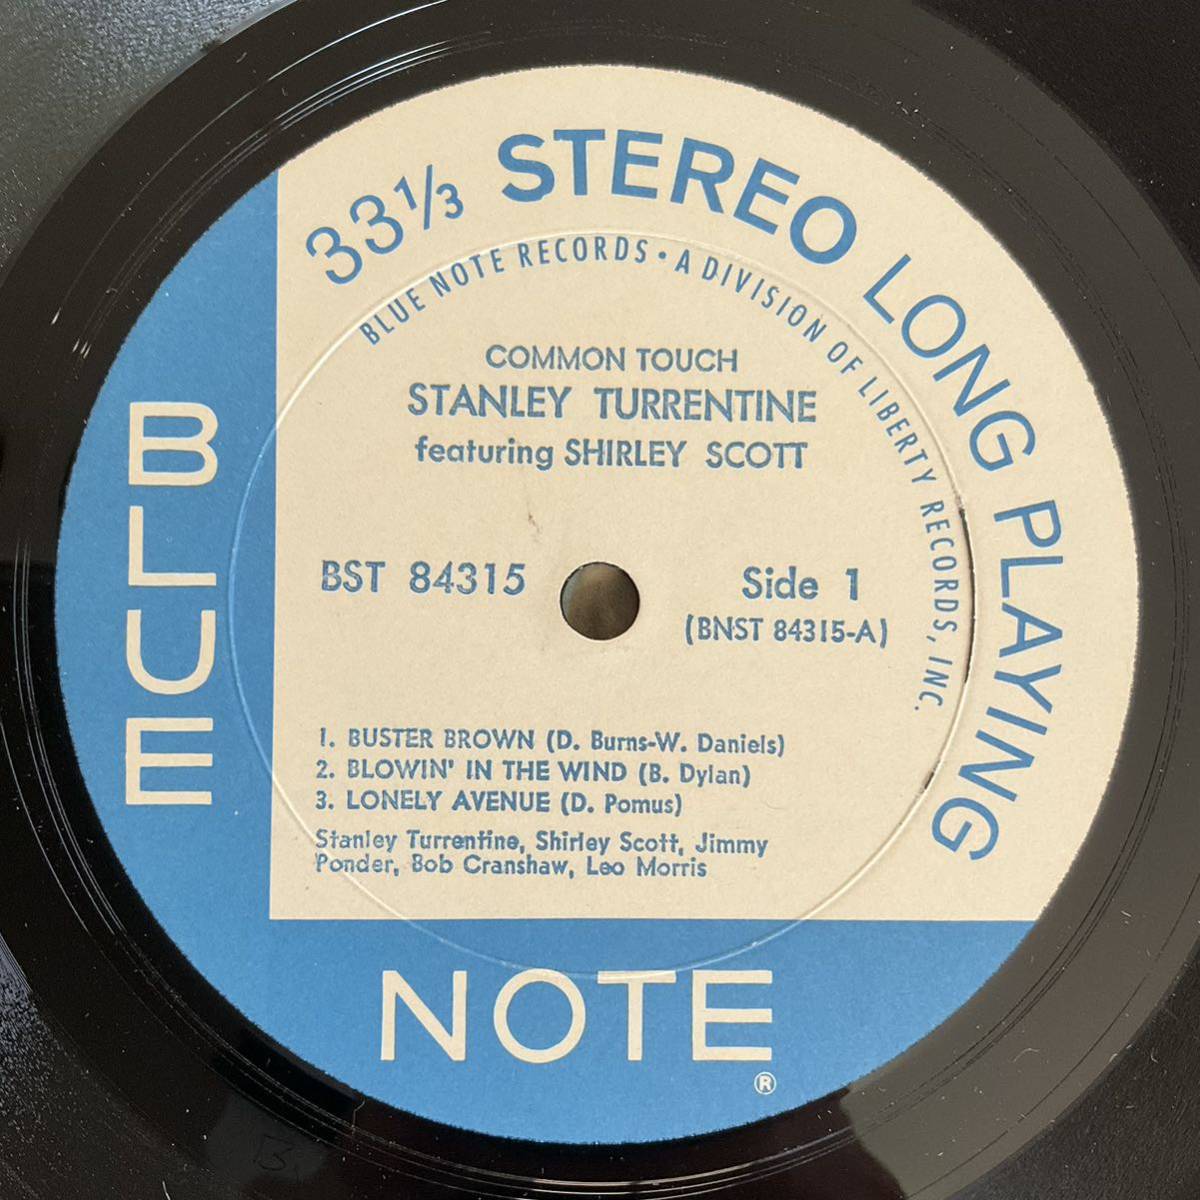 33 1/3 STEREO LONG PLAYING
BLUE NOTE RECORDS • A DIVISION OF LIBERTY RECORDS, INC.
COMMON TOUCH
STANLEY TURRENTINE
featuring SHIRLEY SCOTT
BST 84315
Side 1
(BNST 84315-A)
1. BUSTER BROWN (D. Burns-W. Daniels)
2. BLOWIN' IN THE WIND (B. Dylan)
3. LONELY AVENUE (D. Pomus)
Stanley Turrentine, Shirley Scott, Jimmy
Ponder, Bob Cranshaw, Leo Morris
BLUE
NOTE
®